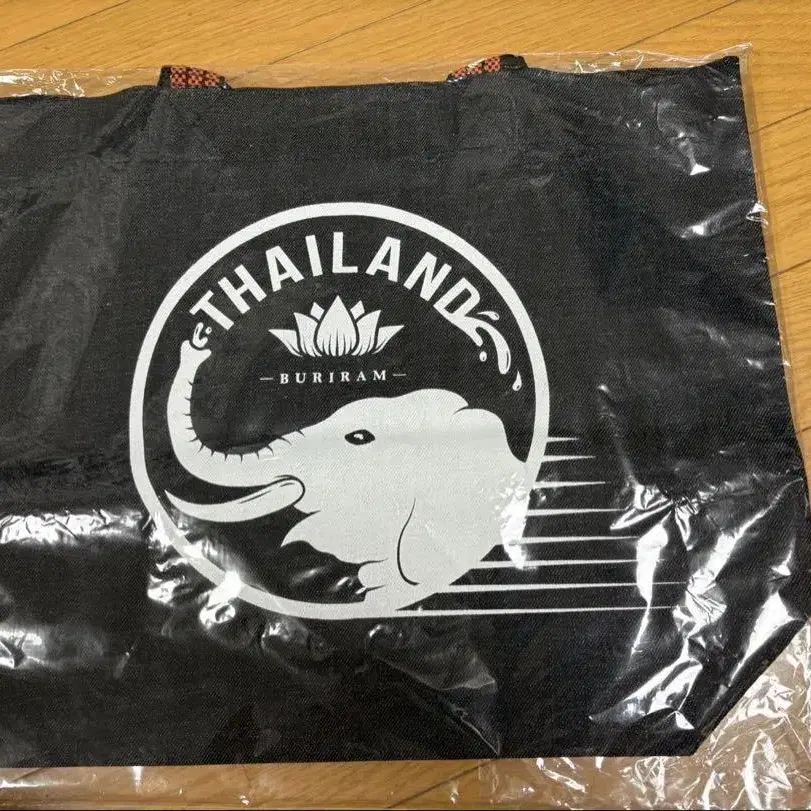 THAILAND
— BURIRAM —